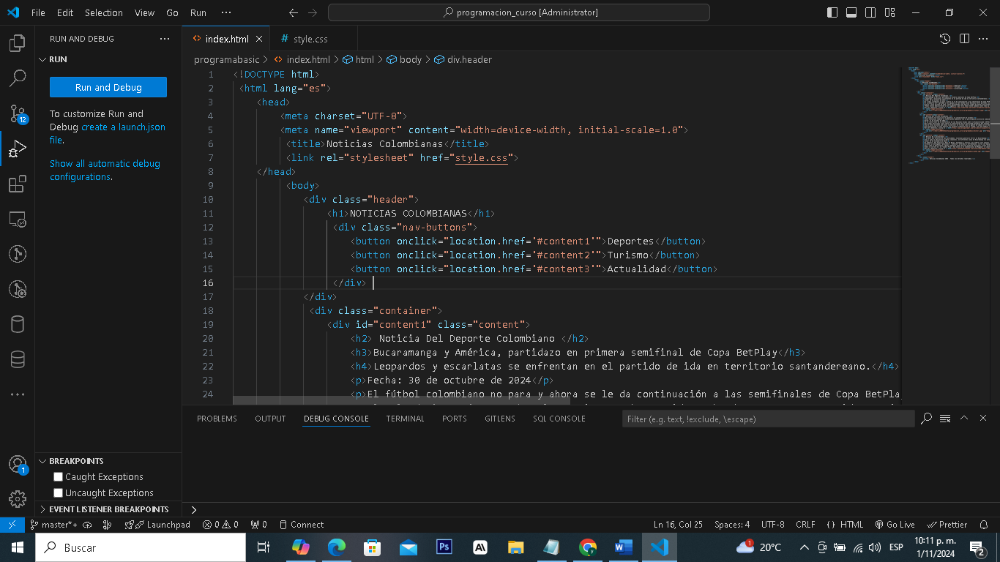 File Edit Selection View Go Run ··· programacion_curso [Administrator]
RUN AND DEBUG ···
RUN
Run and Debug
To customize Run and
Debug create a launch.json
file.
Show all automatic debug
configurations.
12
index.html style.css
programabasic > index.html > html > body > div.header
1 <!DOCTYPE html>
2 <html lang="es">
3 <head>
4 <meta charset="UTF-8">
5 <meta name="viewport" content="width=device-width, initial-scale=1.0">
6 <title>Noticias Colombianas</title>
7 <link rel="stylesheet" href="style.css">
8 </head>
9 <body>
10 <div class="header">
11 <h1>NOTICIAS COLOMBIANAS</h1>
12 <div class="nav-buttons">
13 <button onclick="location.href='#content1'">Deportes</button>
14 <button onclick="location.href='#content2'">Turismo</button>
15 <button onclick="location.href='#content3'">Actualidad</button>
16 </div>
17 </div>
18 <div class="container">
19 <div id="content1" class="content">
20 <h2> Noticia Del Deporte Colombiano </h2>
21 <h3>Bucaramanga y América, partidazo en primera semifinal de Copa BetPlay</h3>
22 <h4>Leopardos y escarlatas se enfrentan en el partido de ida en territorio santandereano.</h4>
23 <p>Fecha: 30 de octubre de 2024</p>
24 <p>El fútbol colombiano no para y ahora se le da continuación a las semifinales de Copa BetPla
PROBLEMS OUTPUT DEBUG CONSOLE TERMINAL PORTS GITLENS SQL CONSOLE Filter (e.g. text, !exclude, \escape)
BREAKPOINTS
Caught Exceptions
Uncaught Exceptions
EVENT LISTENER BREAKPOINTS
1
master*+ Launchpad 0 0 0 Connect Ln 16, Col 25 Spaces: 4 UTF-8 CRLF {} HTML Go Live Prettier
Buscar Ps 20°C ESP 10:11 p. m.
1/11/2024 2